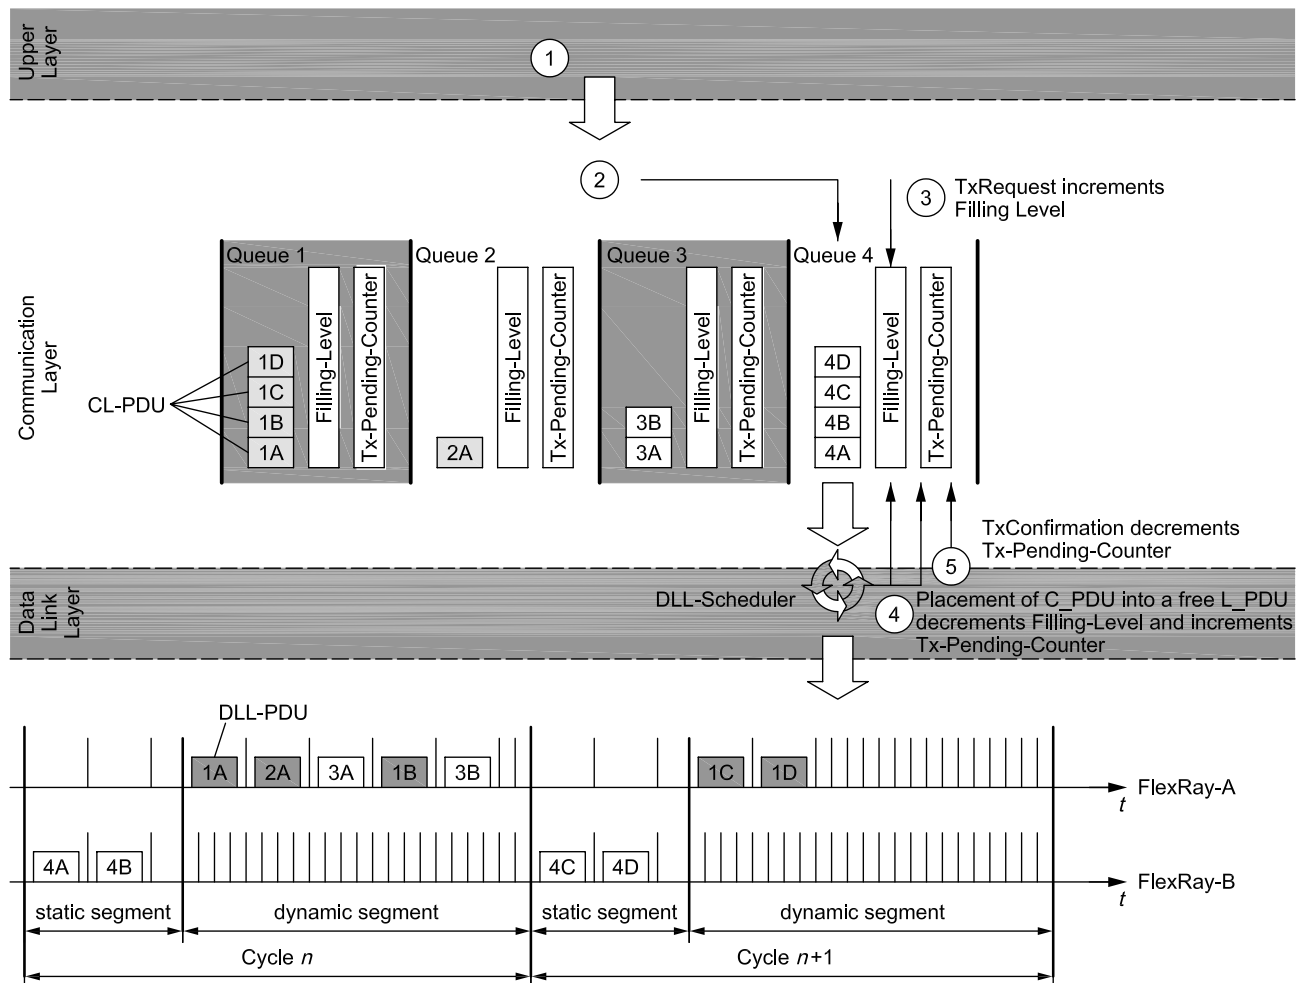 Upper
Layer
1
2
3
TxRequest increments
Filling Level
Communication
Layer
Queue 1
Filling-Level
Tx-Pending-Counter
1D
1C
1B
1A
CL-PDU
Queue 2
Filling-Level
Tx-Pending-Counter
2A
Queue 3
Filling-Level
Tx-Pending-Counter
3B
3A
Queue 4
Filling-Level
Tx-Pending-Counter
4D
4C
4B
4A
TxConfirmation decrements
Tx-Pending-Counter
5
Data
Link
Layer
DLL-Scheduler
4
Placement of C_PDU into a free L_PDU
decrements Filling-Level and increments
Tx-Pending-Counter
DLL-PDU
1A
2A
3A
1B
3B
1C
1D
FlexRay-A
t
4A
4B
4C
4D
FlexRay-B
t
static segment
dynamic segment
static segment
dynamic segment
Cycle n
Cycle n+1